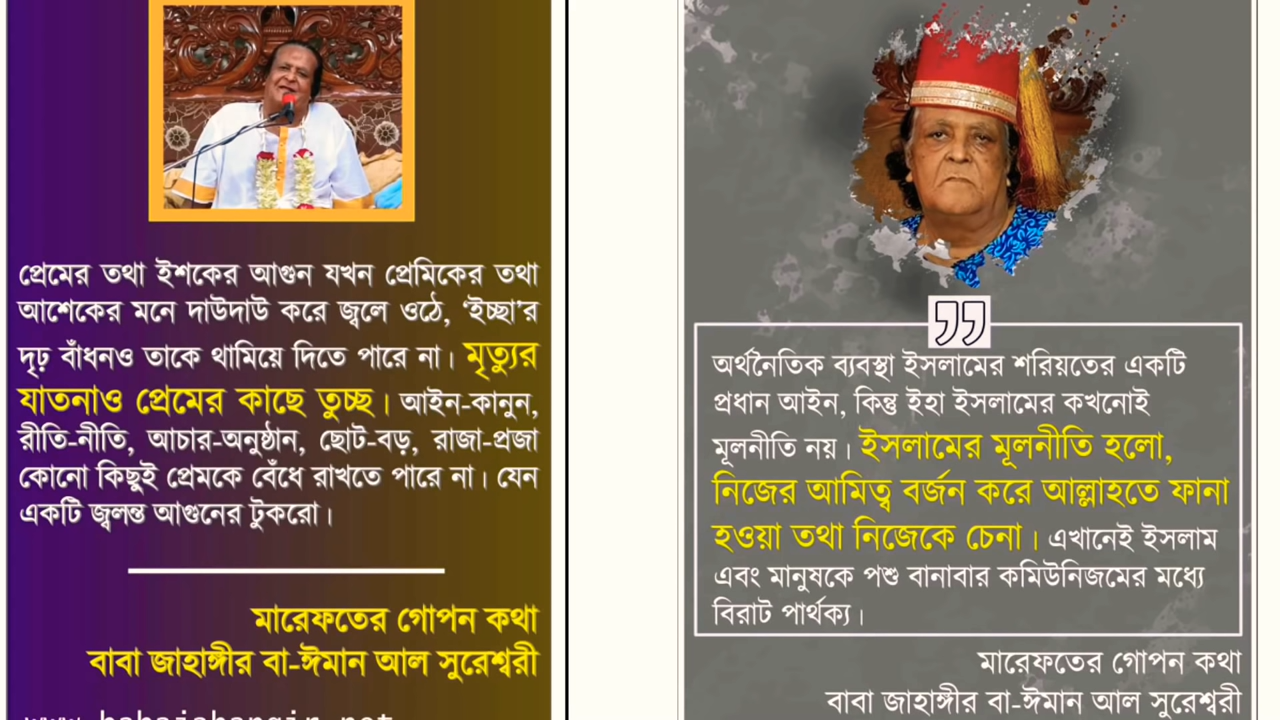 প্রেমের তথা ইশকের আগুন যখন প্রেমিকের তথা
আশেকের মনে দাউদাউ করে জ্বলে ওঠে, ‘ইচ্ছা’র
দৃঢ় বাঁধনও তাকে থামিয়ে দিতে পারে না। মৃত্যুর
যাতনাও প্রেমের কাছে তুচ্ছ। আইন-কানুন,
রীতি-নীতি, আচার-অনুষ্ঠান, ছোট-বড়, রাজা-প্রজা
কোনো কিছুই প্রেমকে বেঁধে রাখতে পারে না। যেন
একটি জ্বলন্ত আগুনের টুকরো।
মারেফতের গোপন কথা
বাবা জাহাঙ্গীর বা-ঈমান আল সুরেশ্বরী
অর্থনৈতিক ব্যবস্থা ইসলামের শরিয়তের একটি
প্রধান আইন, কিন্তু ইহা ইসলামের কখনোই
মূলনীতি নয়। ইসলামের মূলনীতি হলো,
নিজের আমিত্ব বর্জন করে আল্লাহতে ফানা
হওয়া তথা নিজেকে চেনা। এখানেই ইসলাম
এবং মানুষকে পশু বানাবার কমিউনিজমের মধ্যে
বিরাট পার্থক্য।
মারেফতের গোপন কথা
বাবা জাহাঙ্গীর বা-ঈমান আল সুরেশ্বরী